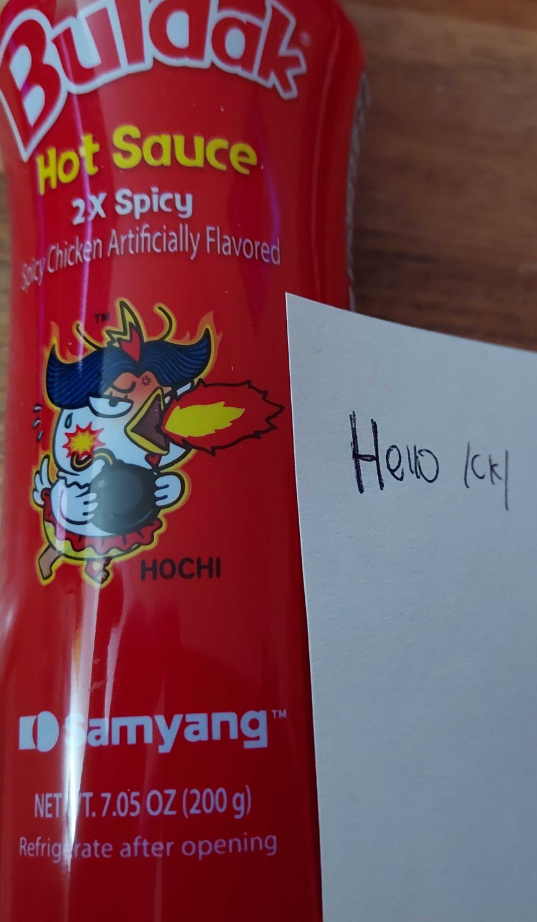 Buldak
Hot Sauce
2X Spicy
Spicy Chicken Artificially Flavored
TM
HOCHI
samyang™
NET WT. 7.05 OZ (200 g)
Refrigerate after opening
Hello /CK/